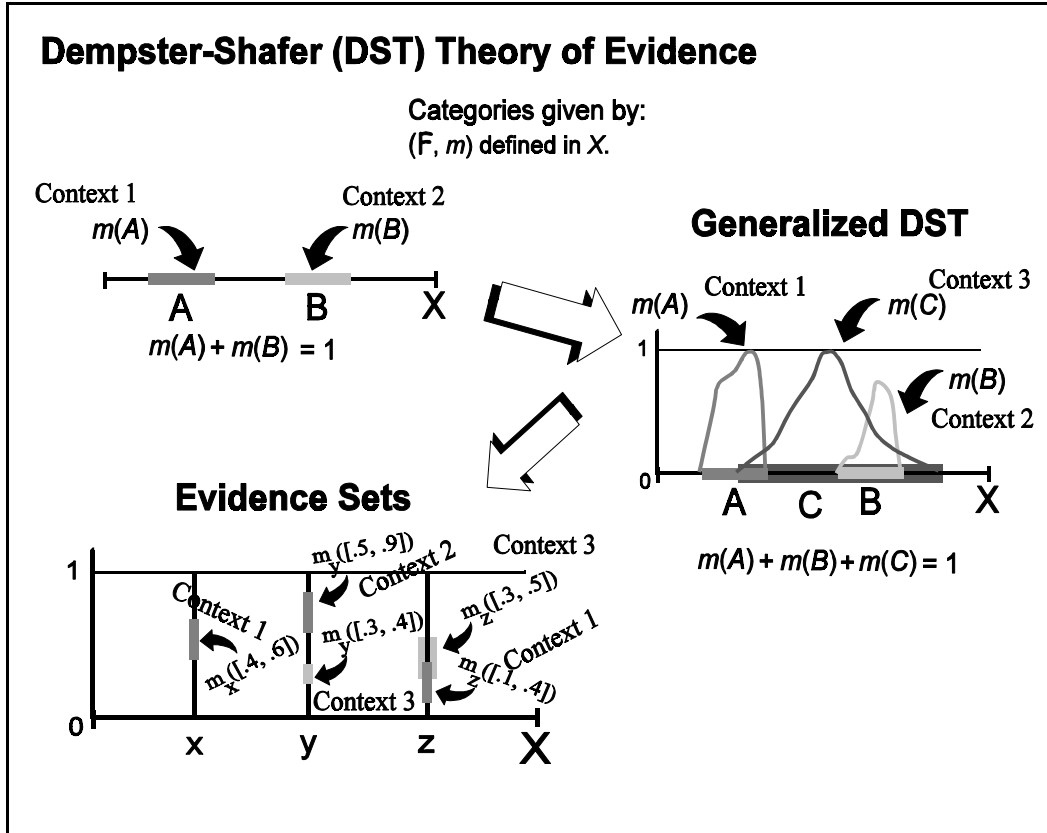 Dempster-Shafer (DST) Theory of Evidence
Categories given by:
(F, m) defined in X.
Context 1
m(A)
Context 2
m(B)
A
B
X
m(A) + m(B) = 1
Generalized DST
Context 1
m(A)
Context 3
m(C)
m(B)
Context 2
1
0
A
C
B
X
m(A) + m(B) + m(C) = 1
Evidence Sets
1
0
Context 1
m_x([.4, .6])
m_y([.5, .9])
Context 2
m_y([.3, .4])
Context 3
Context 3
m_z([.3, .5])
Context 1
m_z([.1, .4])
x
y
z
X